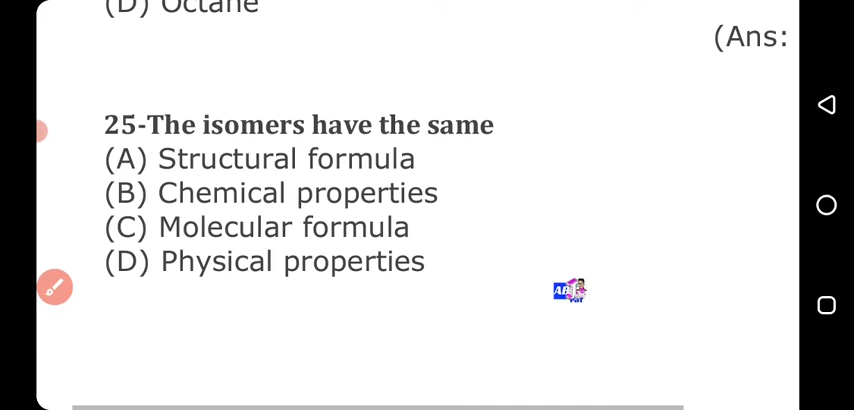 (D) Octane
(Ans:
25-The isomers have the same
(A) Structural formula
(B) Chemical properties
(C) Molecular formula
(D) Physical properties